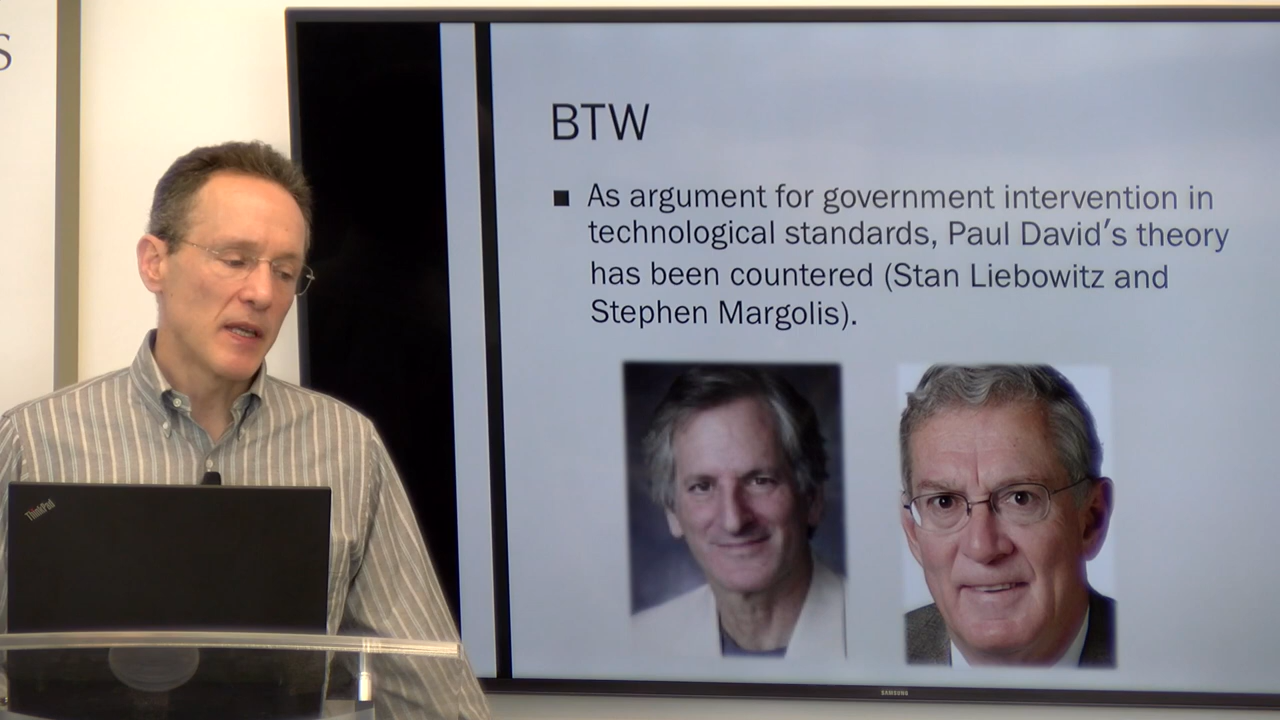 S
BTW
■ As argument for government intervention in
technological standards, Paul David's theory
has been countered (Stan Liebowitz and
Stephen Margolis).
ThinkPad
SAMSUNG